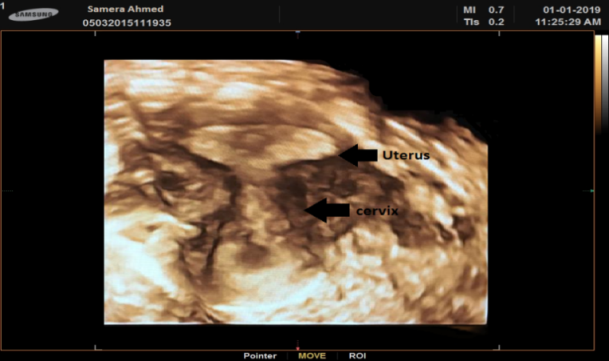 1
SAMSUNG
Samera Ahmed
05032015111935
MI 0.7
TIs 0.2
01-01-2019
11:25:29 AM
Uterus
cervix
Pointer MOVE ROI